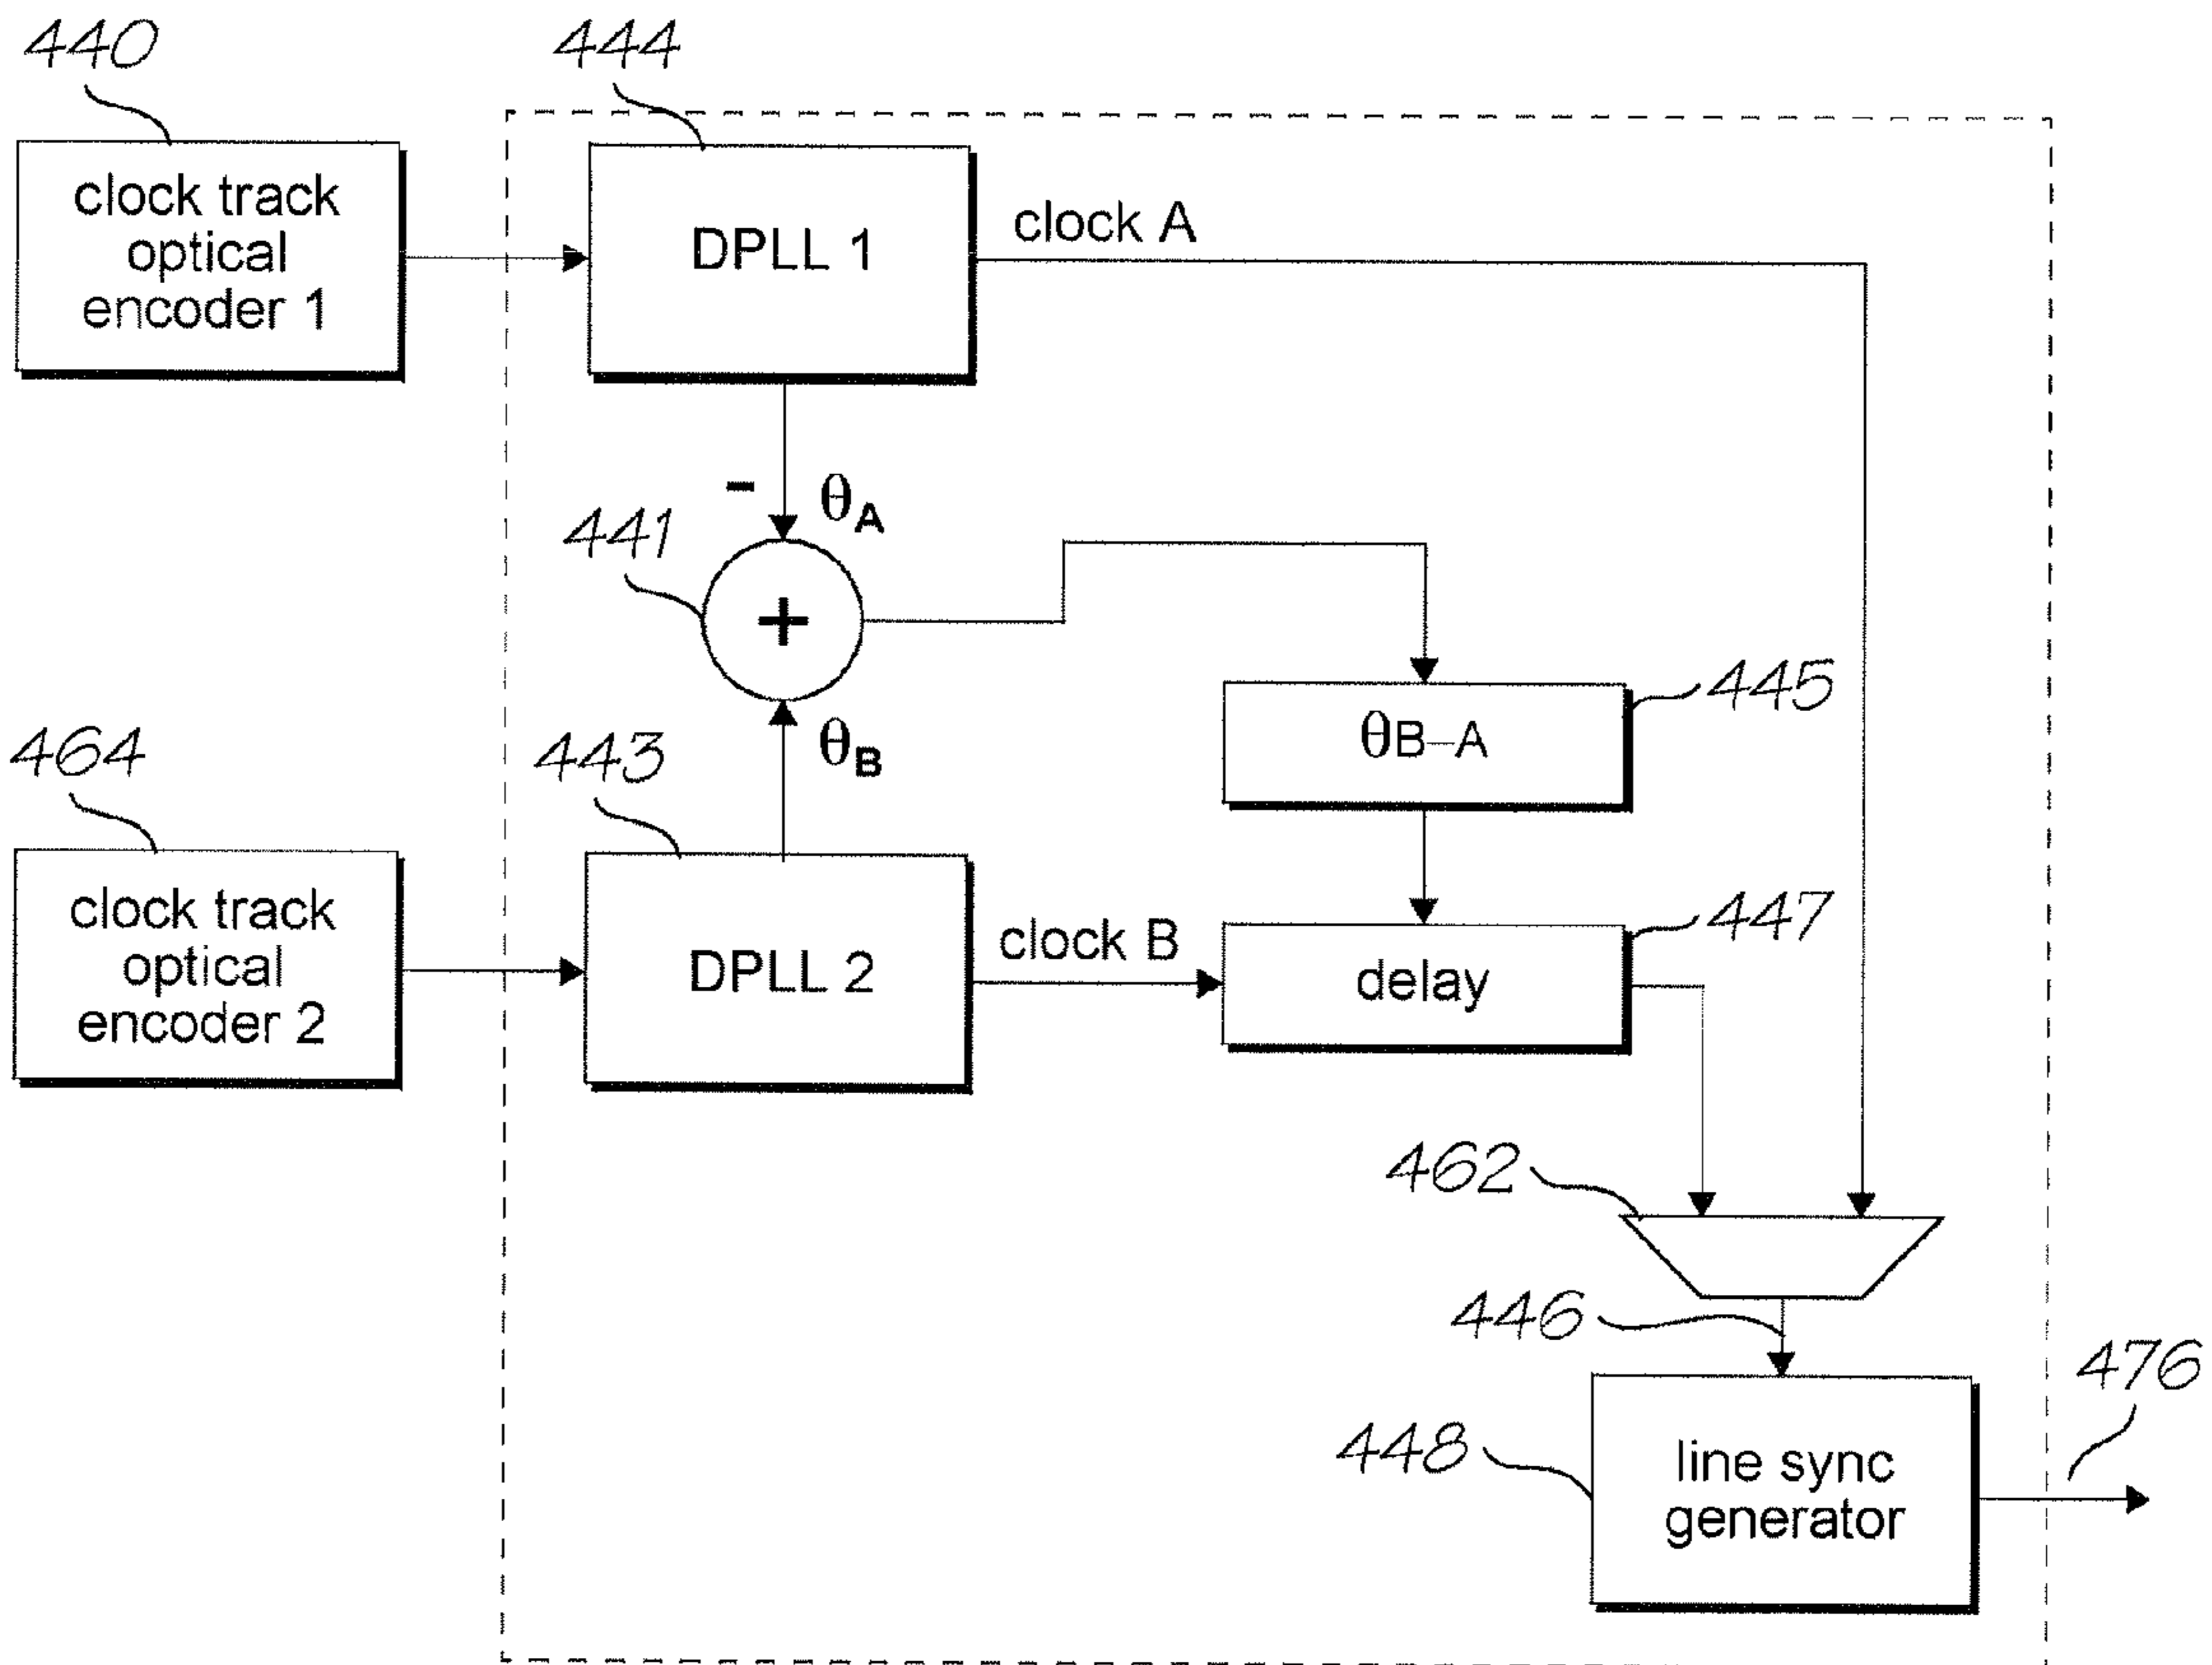 440
444
clock track
optical
encoder 1
DPLL 1
clock A
- θA
441
+
445
θB–A
464
443
θB
clock track
optical
encoder 2
DPLL 2
clock B
447
delay
462
446
476
448
line sync
generator